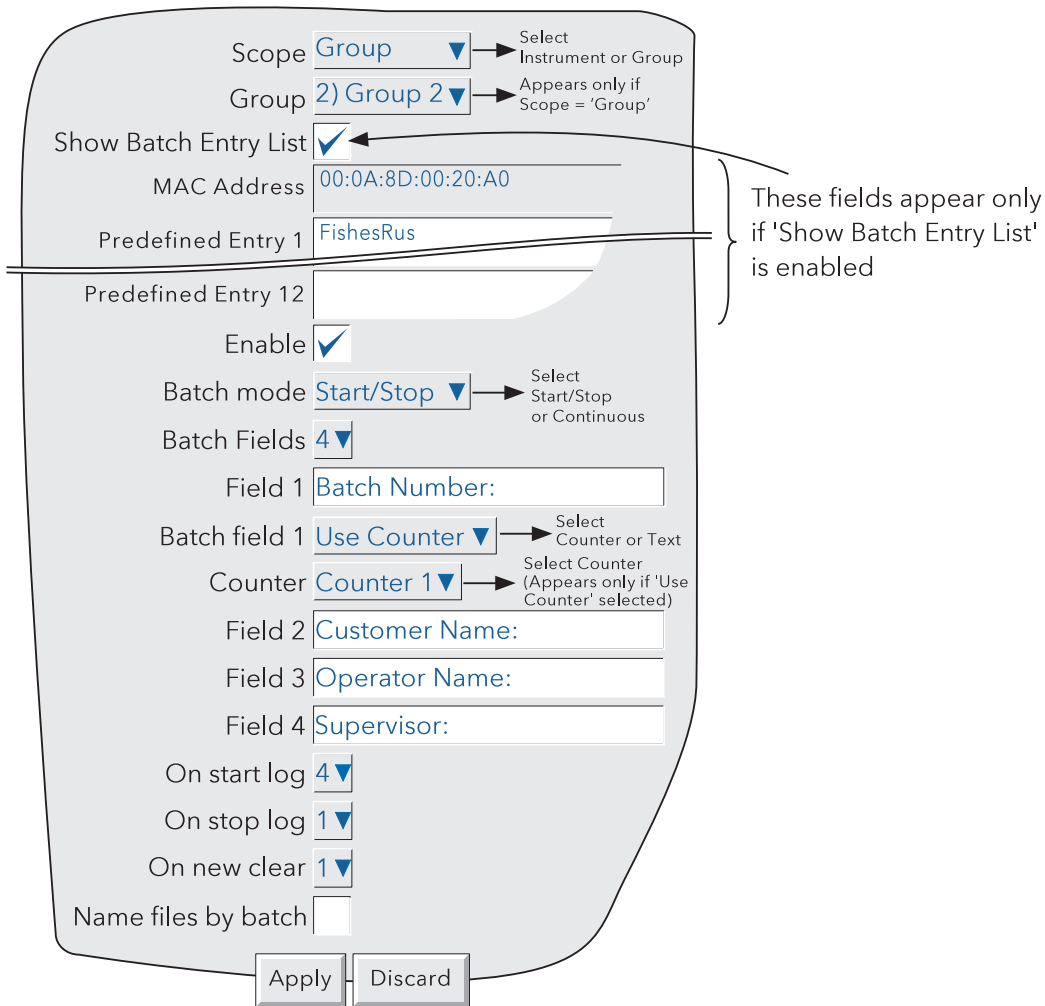 Scope Group ▼ Select
Instrument or Group
Group 2) Group 2 ▼ Appears only if
Scope = ‘Group’
Show Batch Entry List
MAC Address 00:0A:8D:00:20:A0
Predefined Entry 1 FishesRus
Predefined Entry 12
These fields appear only
if 'Show Batch Entry List'
is enabled
Enable
Batch mode Start/Stop ▼ Select
Start/Stop
or Continuous
Batch Fields 4 ▼
Field 1 Batch Number:
Batch field 1 Use Counter ▼ Select
Counter or Text
Counter Counter 1 ▼ Select Counter
(Appears only if 'Use
Counter' selected)
Field 2 Customer Name:
Field 3 Operator Name:
Field 4 Supervisor:
On start log 4 ▼
On stop log 1 ▼
On new clear 1 ▼
Name files by batch
Apply Discard